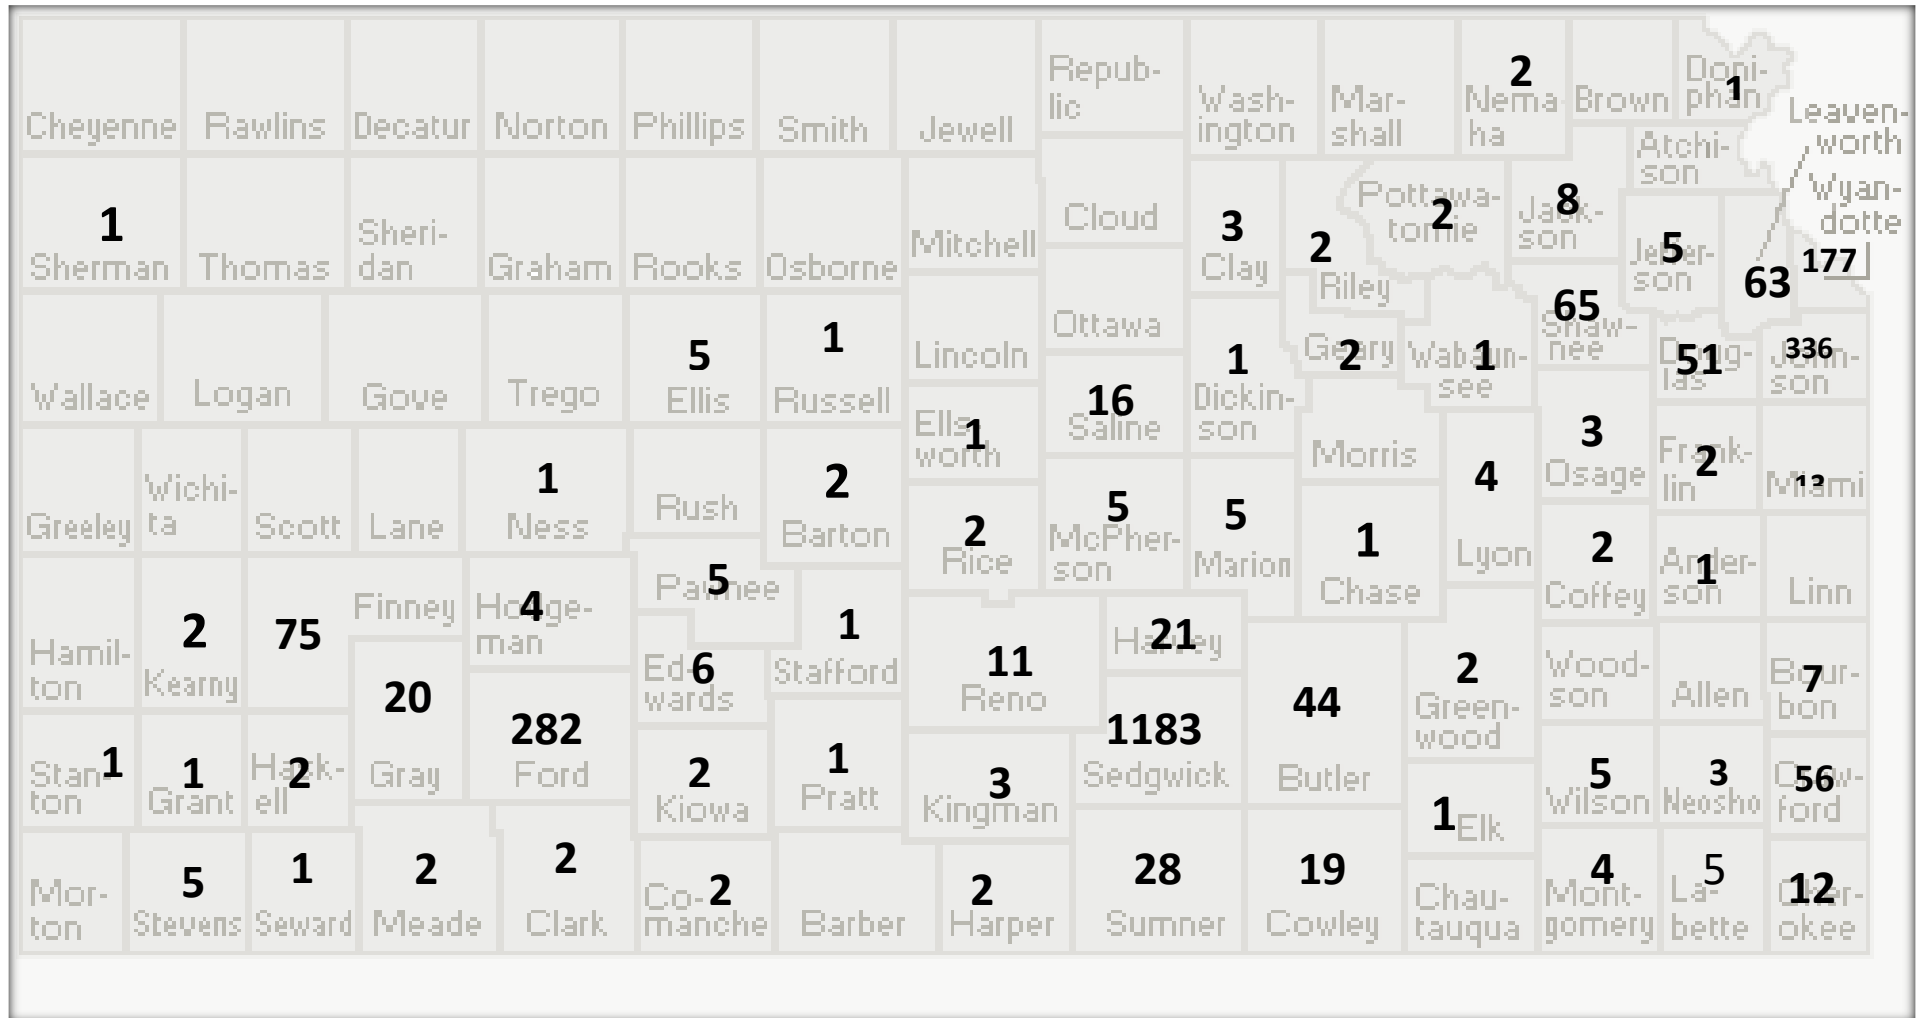 Cheyenne
Rawlins
Decatur
Norton
Phillips
Smith
Jewell
Repub-
lic
Wash-
ington
Mar-
shall
2
Nema
ha
Brown
Doni-
phan
1
Leaven-
worth
Atchi-
son
Wyan-
dotte
177
1
Sherman
Thomas
Sheri-
dan
Graham
Rooks
Osborne
Mitchell
Cloud
3
Clay
2
Riley
Pottawa-
tomie
2
8
Jack-
son
5
Jeffer-
son
63
Wallace
Logan
Gove
Trego
5
Ellis
1
Russell
Lincoln
Ottawa
16
Saline
1
Dickin-
son
Geary
2
Wabaun-
see
1
65
Shaw-
nee
51
Doug-
las
336
John-
son
Greeley
Wichi-
ta
Scott
Lane
1
Ness
Rush
2
Barton
Ells-
worth
1
2
Rice
5
McPher-
son
5
Marion
Morris
1
Chase
4
Lyon
3
Osage
Frank-
lin
2
13
Miami
Hamil-
ton
2
Kearny
75
Finney
Hodge-
man
4
5
Pawnee
6
Ed-
wards
1
Stafford
11
Reno
21
Harvey
44
Butler
2
Green-
wood
2
Coffey
1
Ander-
son
Linn
Wood-
son
Allen
7
Bour-
bon
Stan-
ton
1
1
Grant
Hask-
ell
2
20
Gray
282
Ford
2
Kiowa
1
Pratt
3
Kingman
1183
Sedgwick
1
Elk
5
Wilson
3
Neosho
56
Craw-
ford
Mor-
ton
5
Stevens
1
Seward
2
Meade
2
Clark
Co-
manche
2
Barber
2
Harper
28
Sumner
19
Cowley
Chau-
tauqua
4
Mont-
gomery
5
La-
bette
12
Cher-
okee